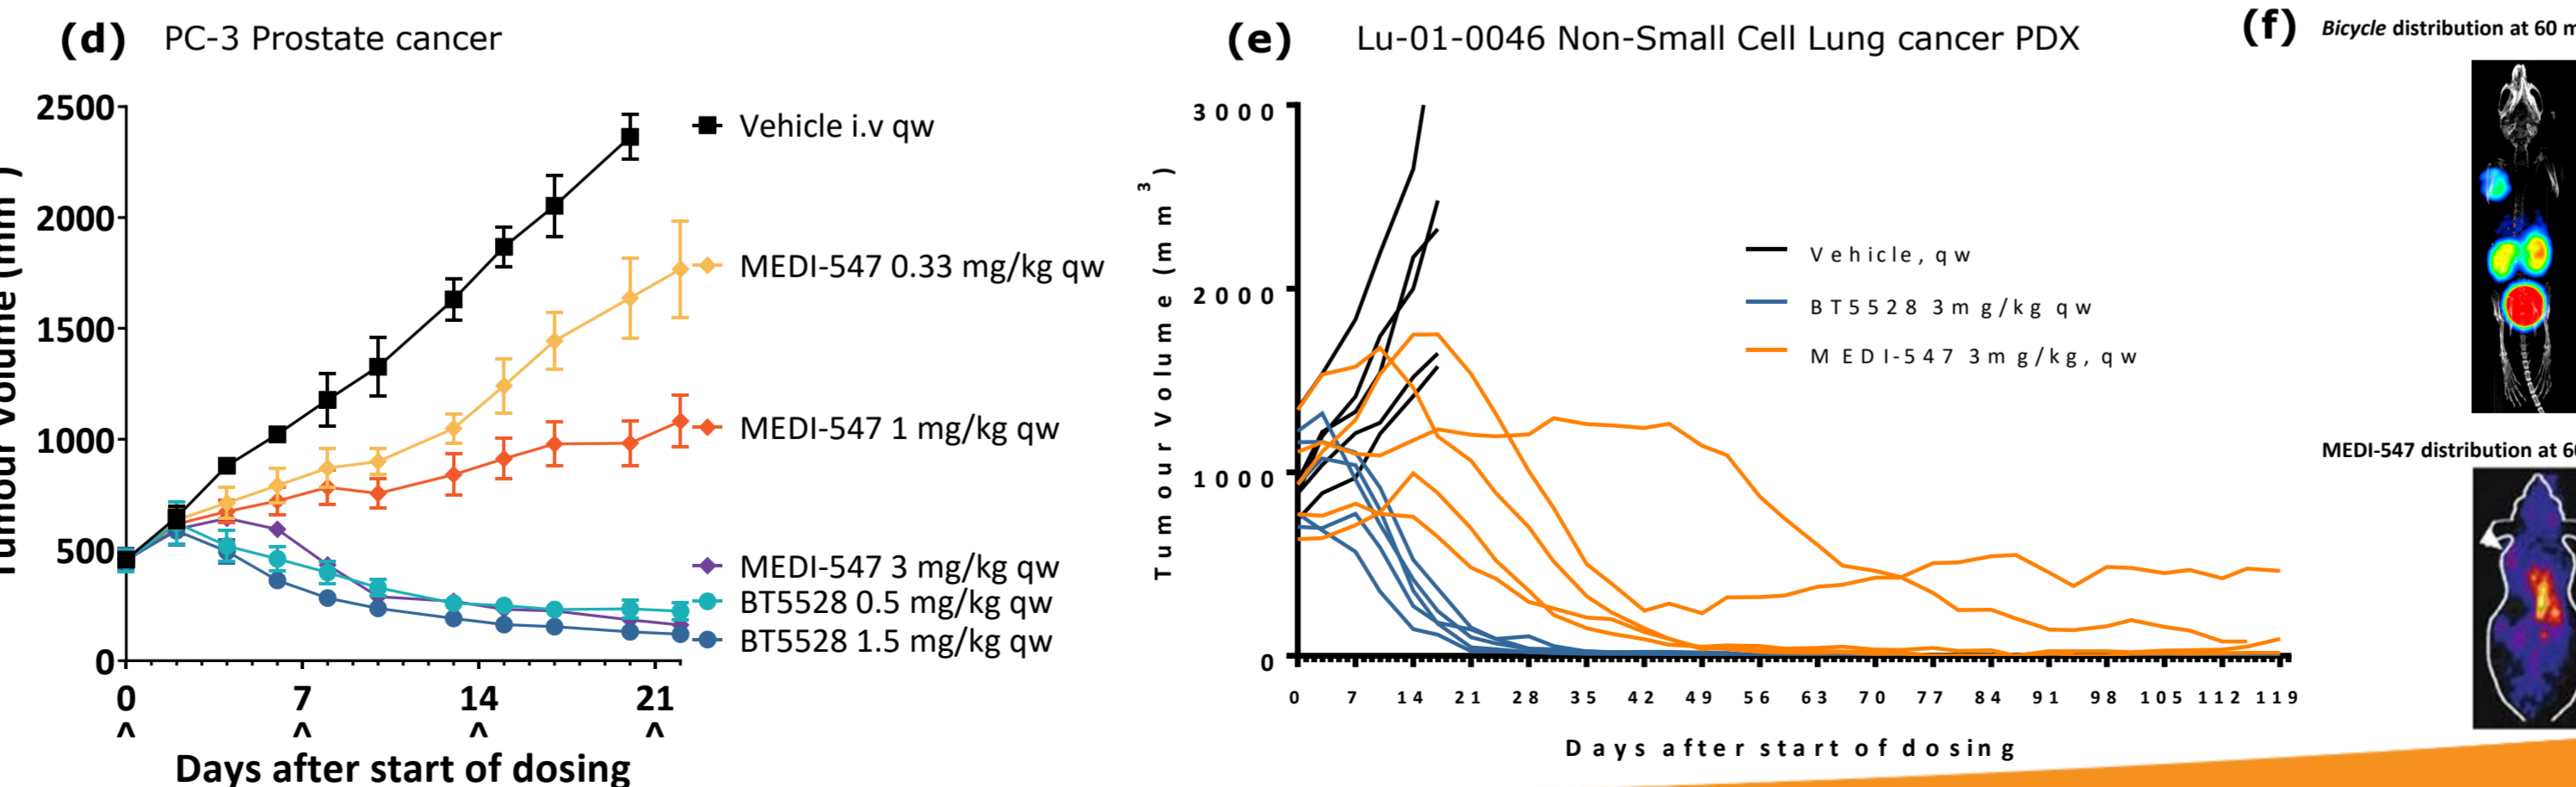 (d) PC-3 Prostate cancer
2500
2000
1500
1000
500
0
0 7 14 21
^ ^ ^ ^
Days after start of dosing
Vehicle i.v qw
MEDI-547 0.33 mg/kg qw
MEDI-547 1 mg/kg qw
MEDI-547 3 mg/kg qw
BT5528 0.5 mg/kg qw
BT5528 1.5 mg/kg qw
(e) Lu-01-0046 Non-Small Cell Lung cancer PDX
Tumour Volume (mm³)
3000
2000
1000
0
0 7 14 21 28 35 42 49 56 63 70 77 84 91 98 105 112 119
Days after start of dosing
Vehicle, qw
BT5528 3mg/kg qw
MEDI-547 3mg/kg, qw
(f) Bicycle distribution at 60 m
MEDI-547 distribution at 6